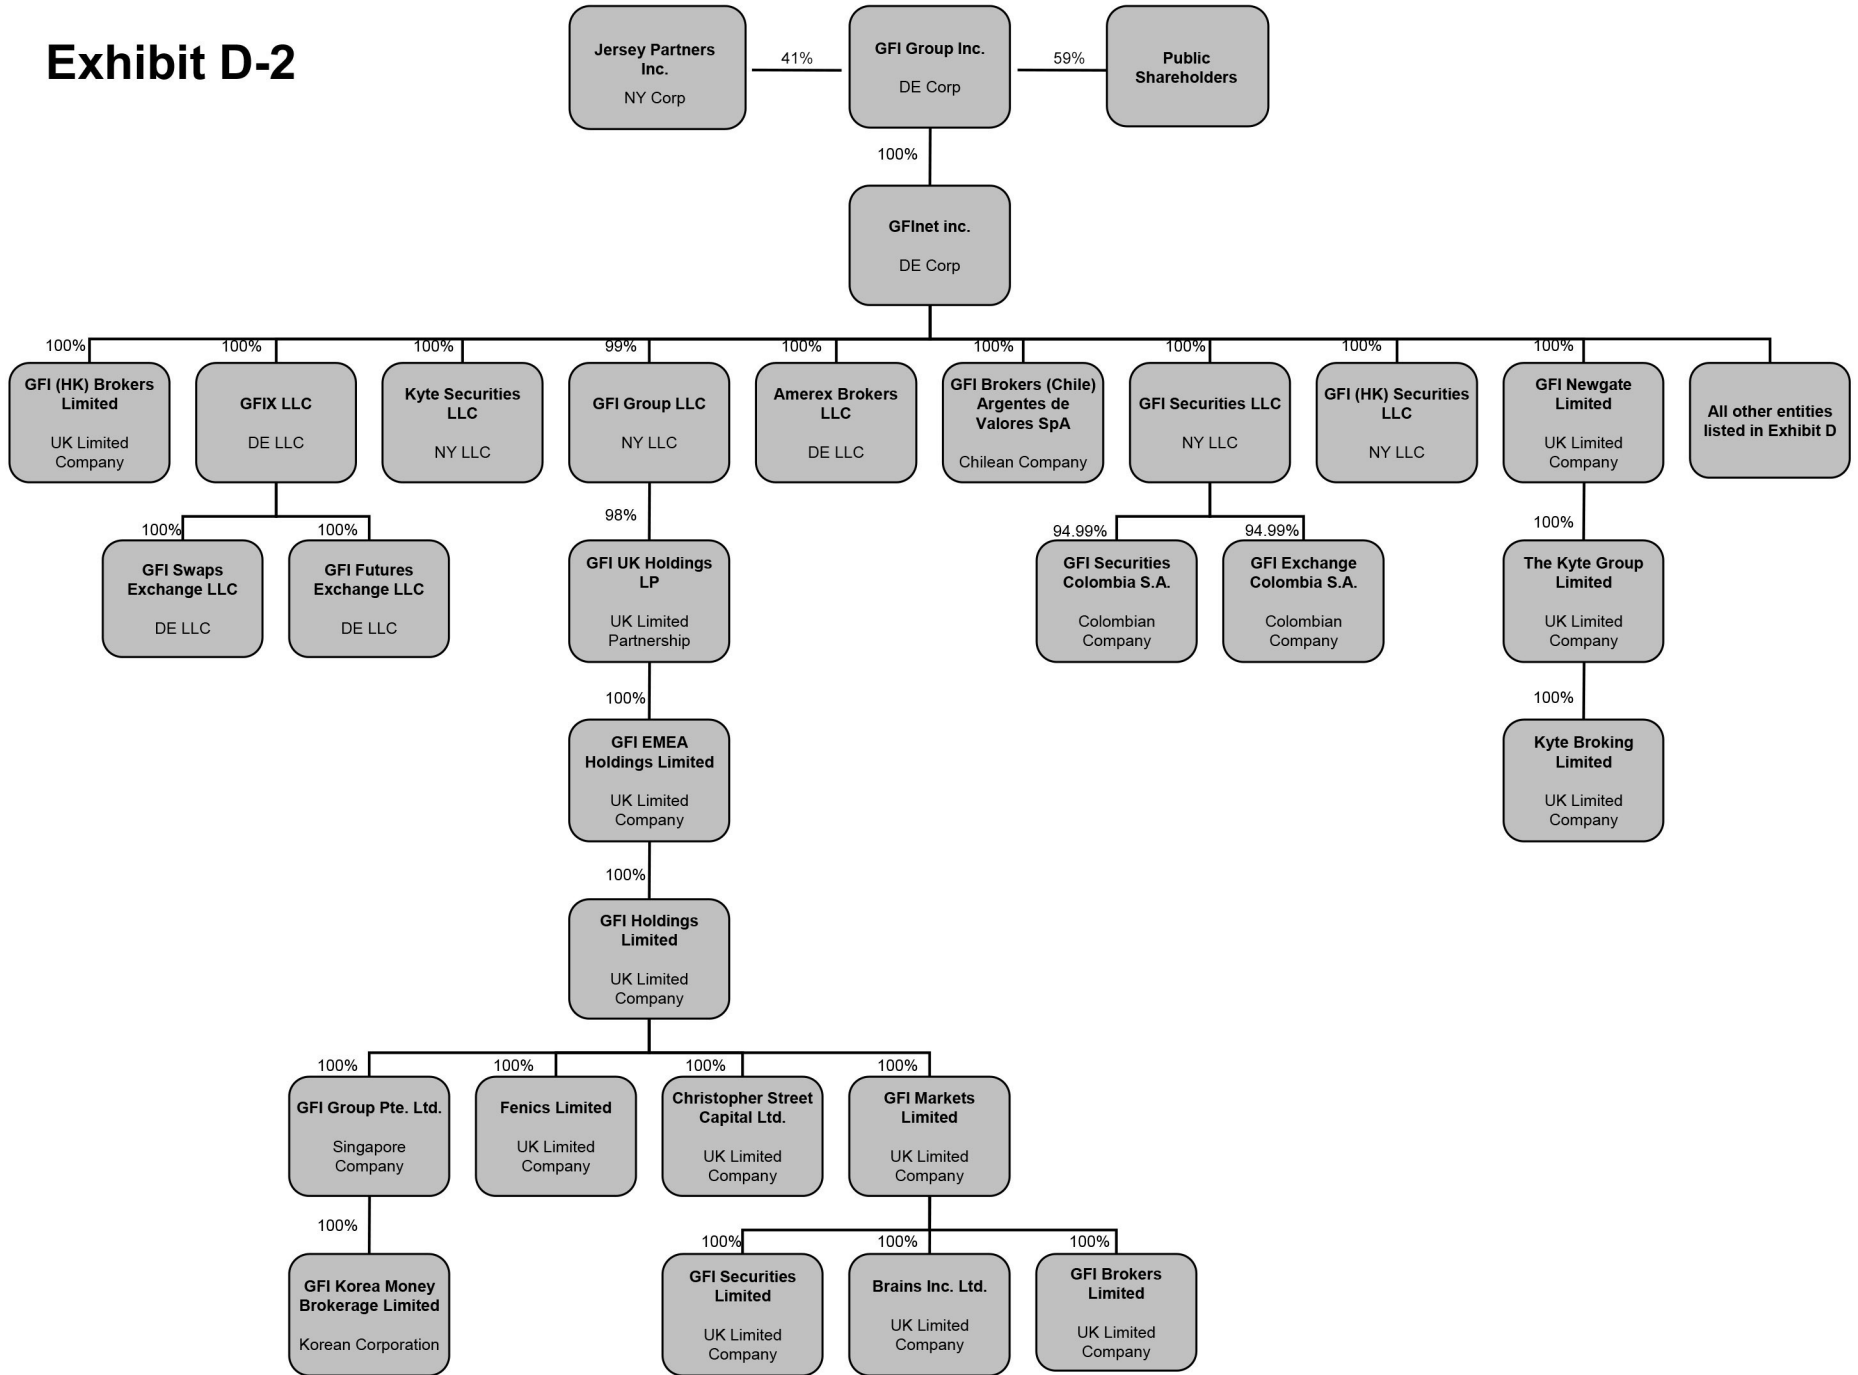 Exhibit D-2
Jersey Partners
Inc.
NY Corp
41%
GFI Group Inc.
DE Corp
59%
Public
Shareholders
100%
GFInet inc.
DE Corp
100%
100%
100%
99%
100%
100%
100%
100%
100%
GFI (HK) Brokers
Limited
UK Limited
Company
GFIX LLC
DE LLC
Kyte Securities
LLC
NY LLC
GFI Group LLC
NY LLC
Amerex Brokers
LLC
DE LLC
GFI Brokers (Chile)
Argentes de
Valores SpA
Chilean Company
GFI Securities LLC
NY LLC
GFI (HK) Securities
LLC
NY LLC
GFI Newgate
Limited
UK Limited
Company
All other entities
listed in Exhibit D
100%
100%
98%
94.99%
94.99%
100%
GFI Swaps
Exchange LLC
DE LLC
GFI Futures
Exchange LLC
DE LLC
GFI UK Holdings
LP
UK Limited
Partnership
GFI Securities
Colombia S.A.
Colombian
Company
GFI Exchange
Colombia S.A.
Colombian
Company
The Kyte Group
Limited
UK Limited
Company
100%
100%
GFI EMEA
Holdings Limited
UK Limited
Company
Kyte Broking
Limited
UK Limited
Company
100%
GFI Holdings
Limited
UK Limited
Company
100%
100%
100%
100%
GFI Group Pte. Ltd.
Singapore
Company
Fenics Limited
UK Limited
Company
Christopher Street
Capital Ltd.
UK Limited
Company
GFI Markets
Limited
UK Limited
Company
100%
100%
100%
100%
GFI Korea Money
Brokerage Limited
Korean Corporation
GFI Securities
Limited
UK Limited
Company
Brains Inc. Ltd.
UK Limited
Company
GFI Brokers
Limited
UK Limited
Company